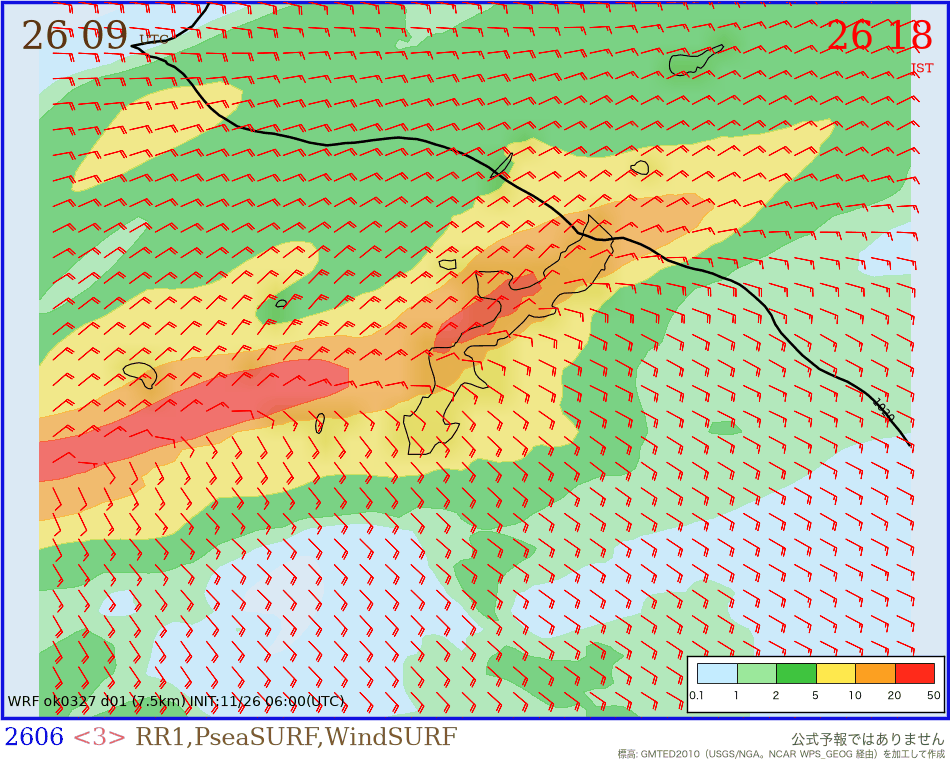 26 09 UTC
26 18
JST
1020
WRF ok0327 d01 (7.5km) INIT:11/26 06:00(UTC)
0.1 1 2 5 10 20 50
2606 <3> RR1,PseaSURF,WindSURF
公式予報ではありません
標高: GMTED2010（USGS/NGA。NCAR WPS_GEOG 経由）を加工して作成